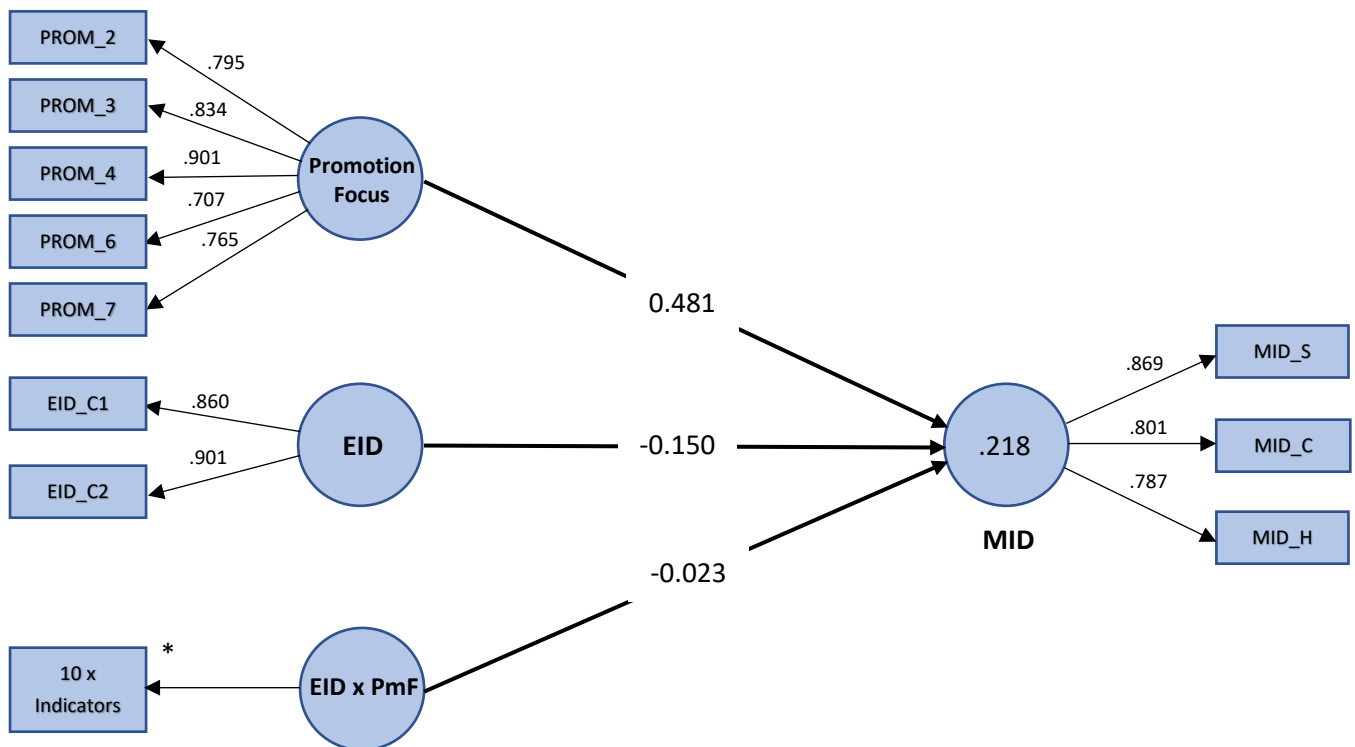 PROM_2
PROM_3
PROM_4
PROM_6
PROM_7
.795
.834
.901
.707
.765
Promotion
Focus
0.481
EID_C1
EID_C2
.860
.901
EID
-0.150
10 x
Indicators
*
EID x PmF
-0.023
.218
MID
.869
.801
.787
MID_S
MID_C
MID_H